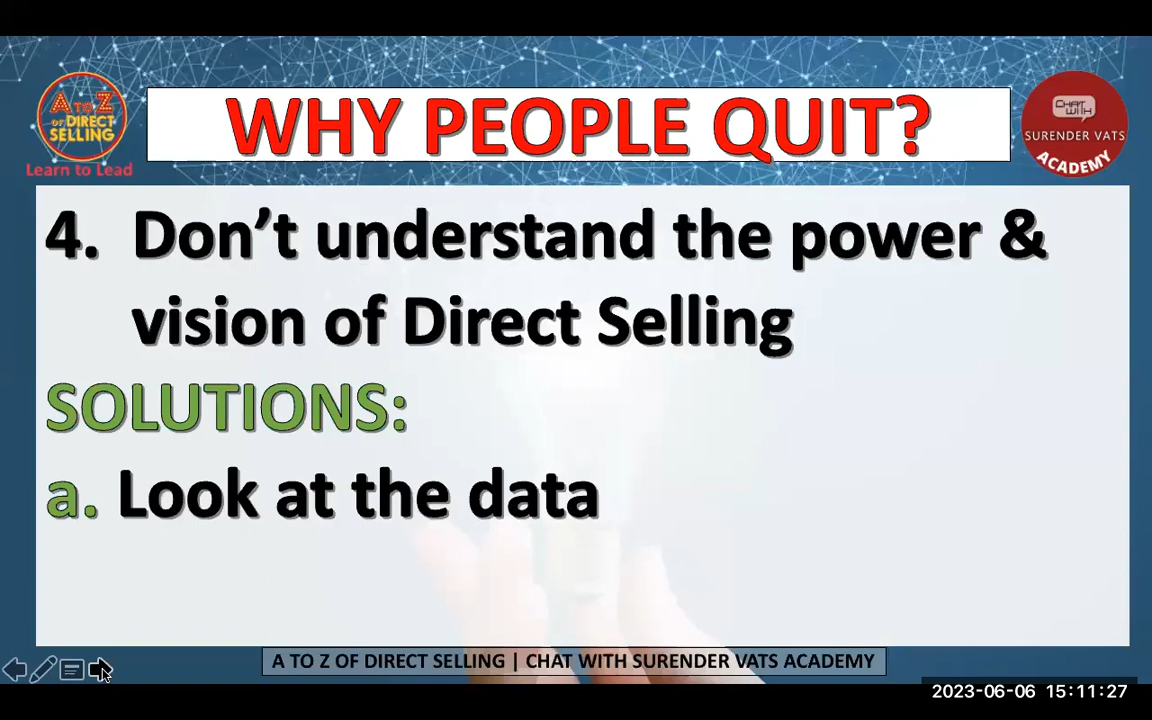 WHY PEOPLE QUIT?
A TO Z
OF DIRECT
SELLING
Learn to Lead
CHAT
WITH
SURENDER VATS
ACADEMY
4. Don’t understand the power &
vision of Direct Selling
SOLUTIONS:
a. Look at the data
A TO Z OF DIRECT SELLING | CHAT WITH SURENDER VATS ACADEMY
2023-06-06 15:11:27